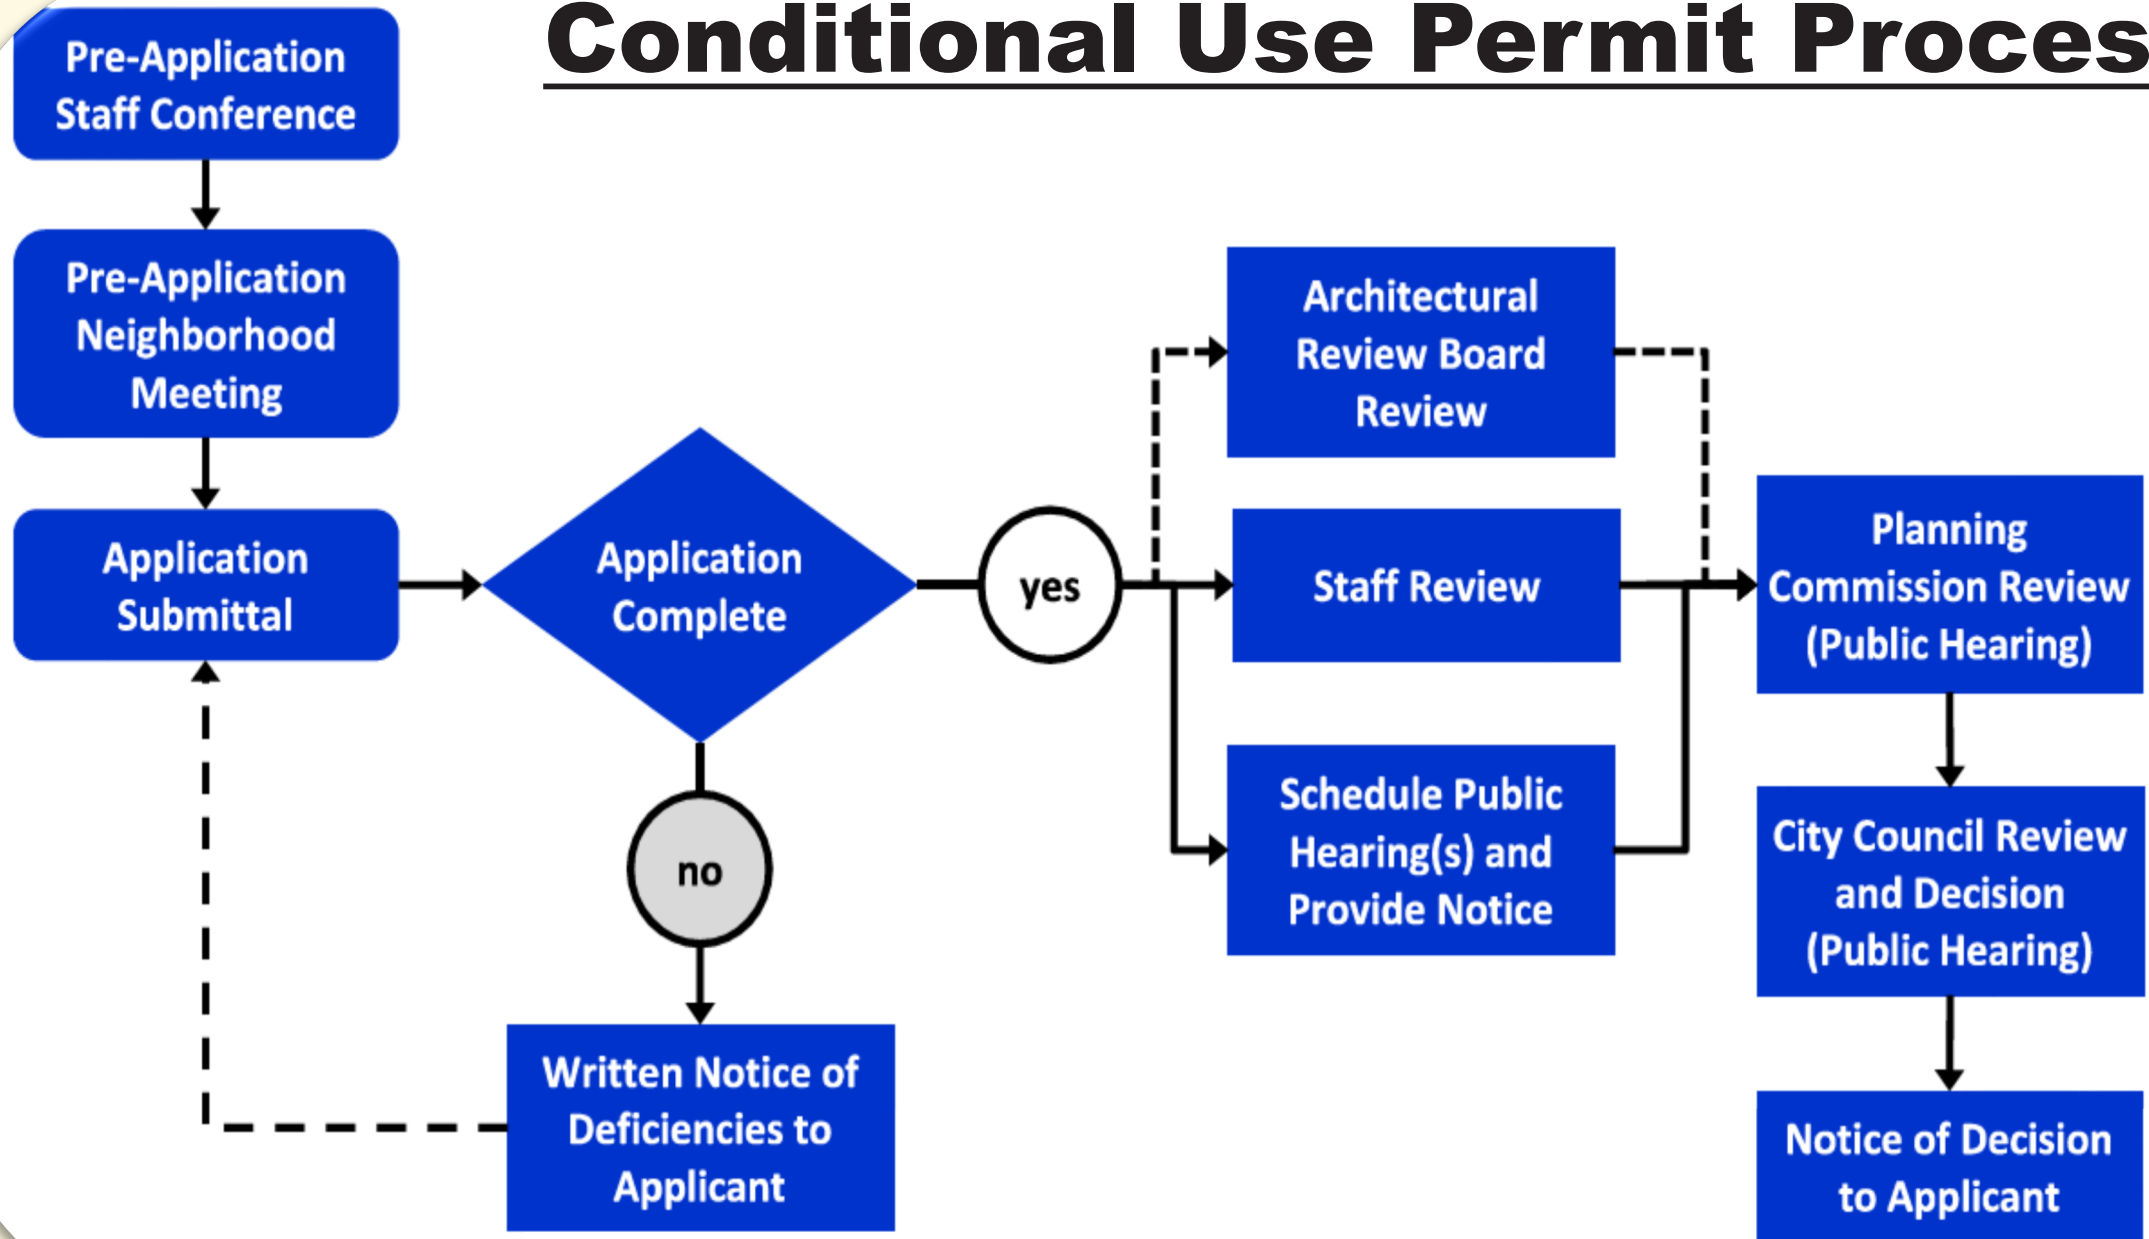 Conditional Use Permit Proces
Pre-Application
Staff Conference
Pre-Application
Neighborhood
Meeting
Application
Submittal
Application
Complete
yes
no
Written Notice of
Deficiencies to
Applicant
Architectural
Review Board
Review
Staff Review
Schedule Public
Hearing(s) and
Provide Notice
Planning
Commission Review
(Public Hearing)
City Council Review
and Decision
(Public Hearing)
Notice of Decision
to Applicant